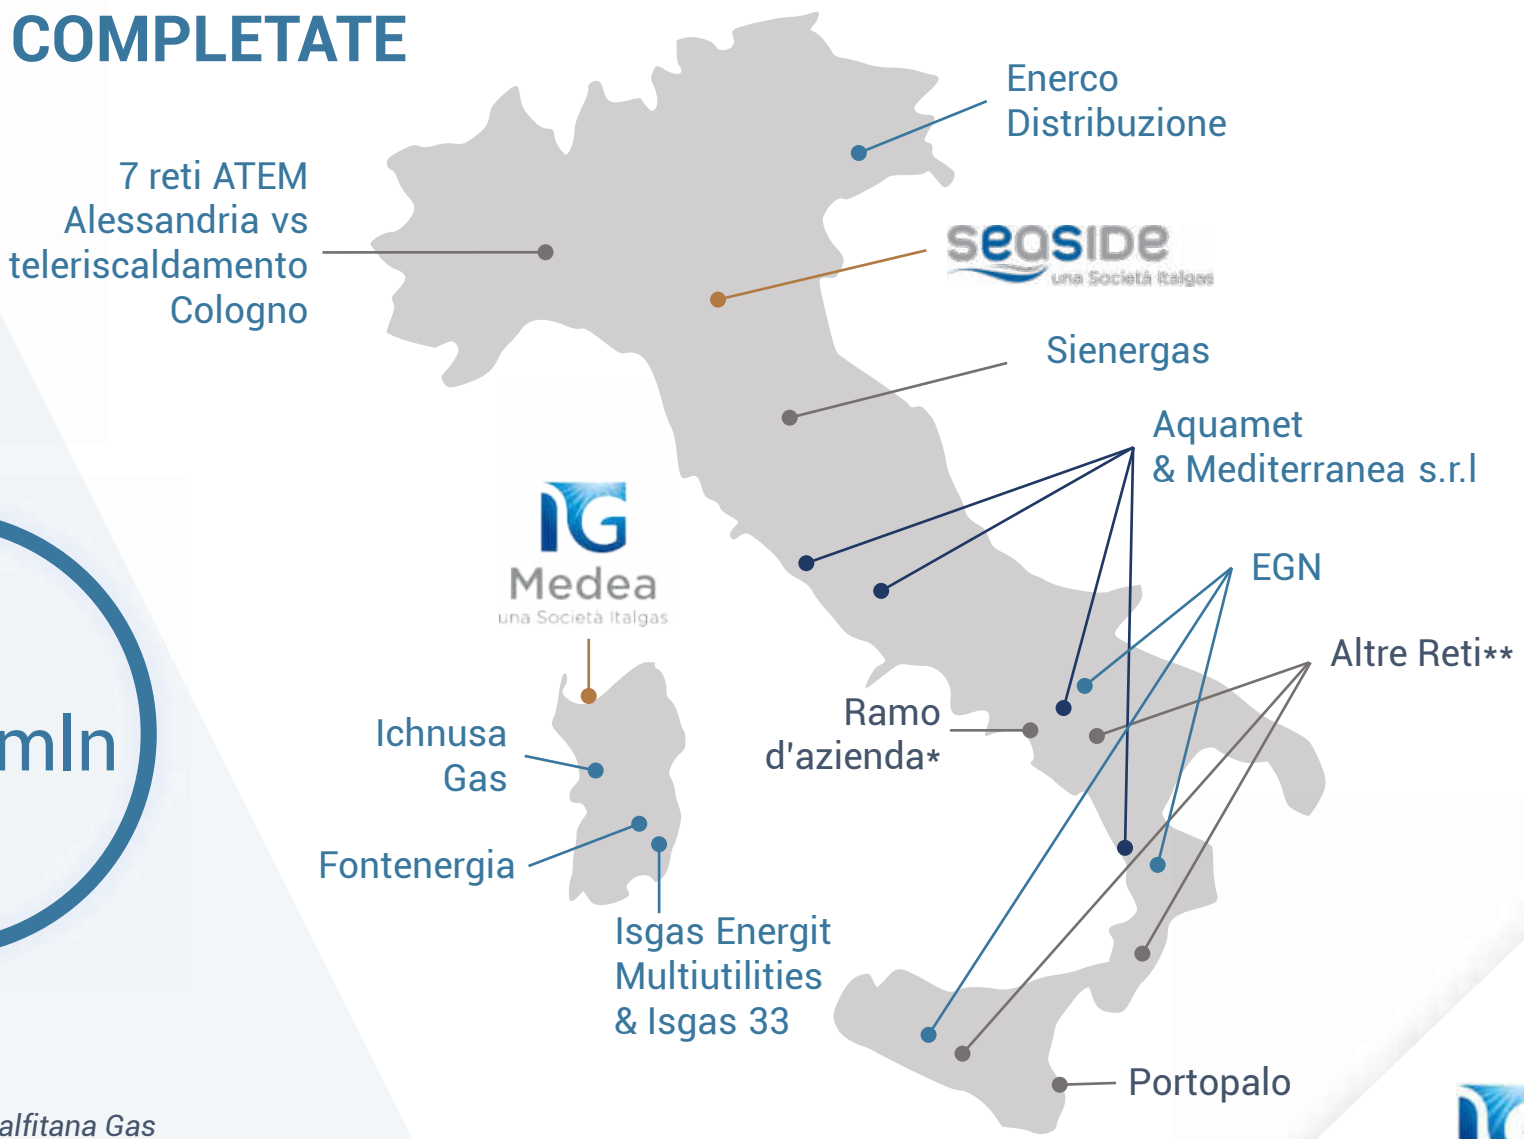 COMPLETATE
Enerco
Distribuzione
7 reti ATEM
Alessandria vs
teleriscaldamento
Cologno
seaside
una Società Italgas
Sienergas
Aquamet
& Mediterranea s.r.l
IG
Medea
una Società Italgas
EGN
Altre Reti**
Ramo
d'azienda*
Ichnusa
Gas
mln
Fontenergia
Isgas Energit
Multiutilities
& Isgas 33
Portopalo
alfitana Gas